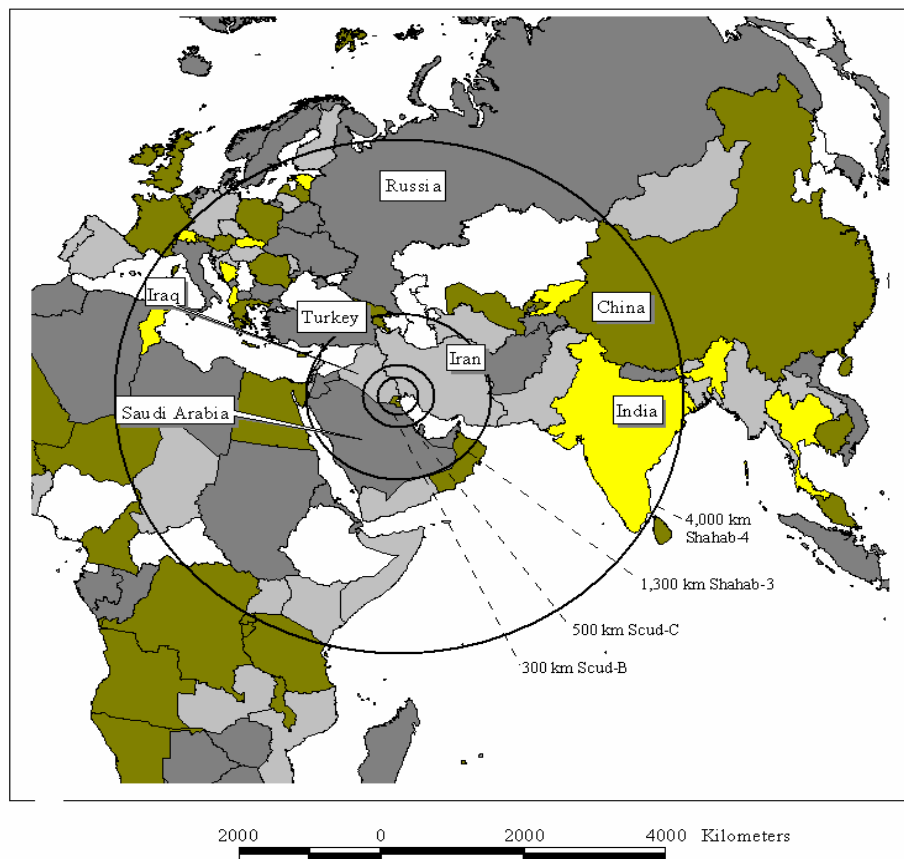 Russia
Iraq
Turkey
China
Iran
Saudi Arabia
India
4,000 km
Shahab-4
1,300 km Shahab-3
500 km Scud-C
300 km Scud-B
2000 0 2000 4000 Kilometers